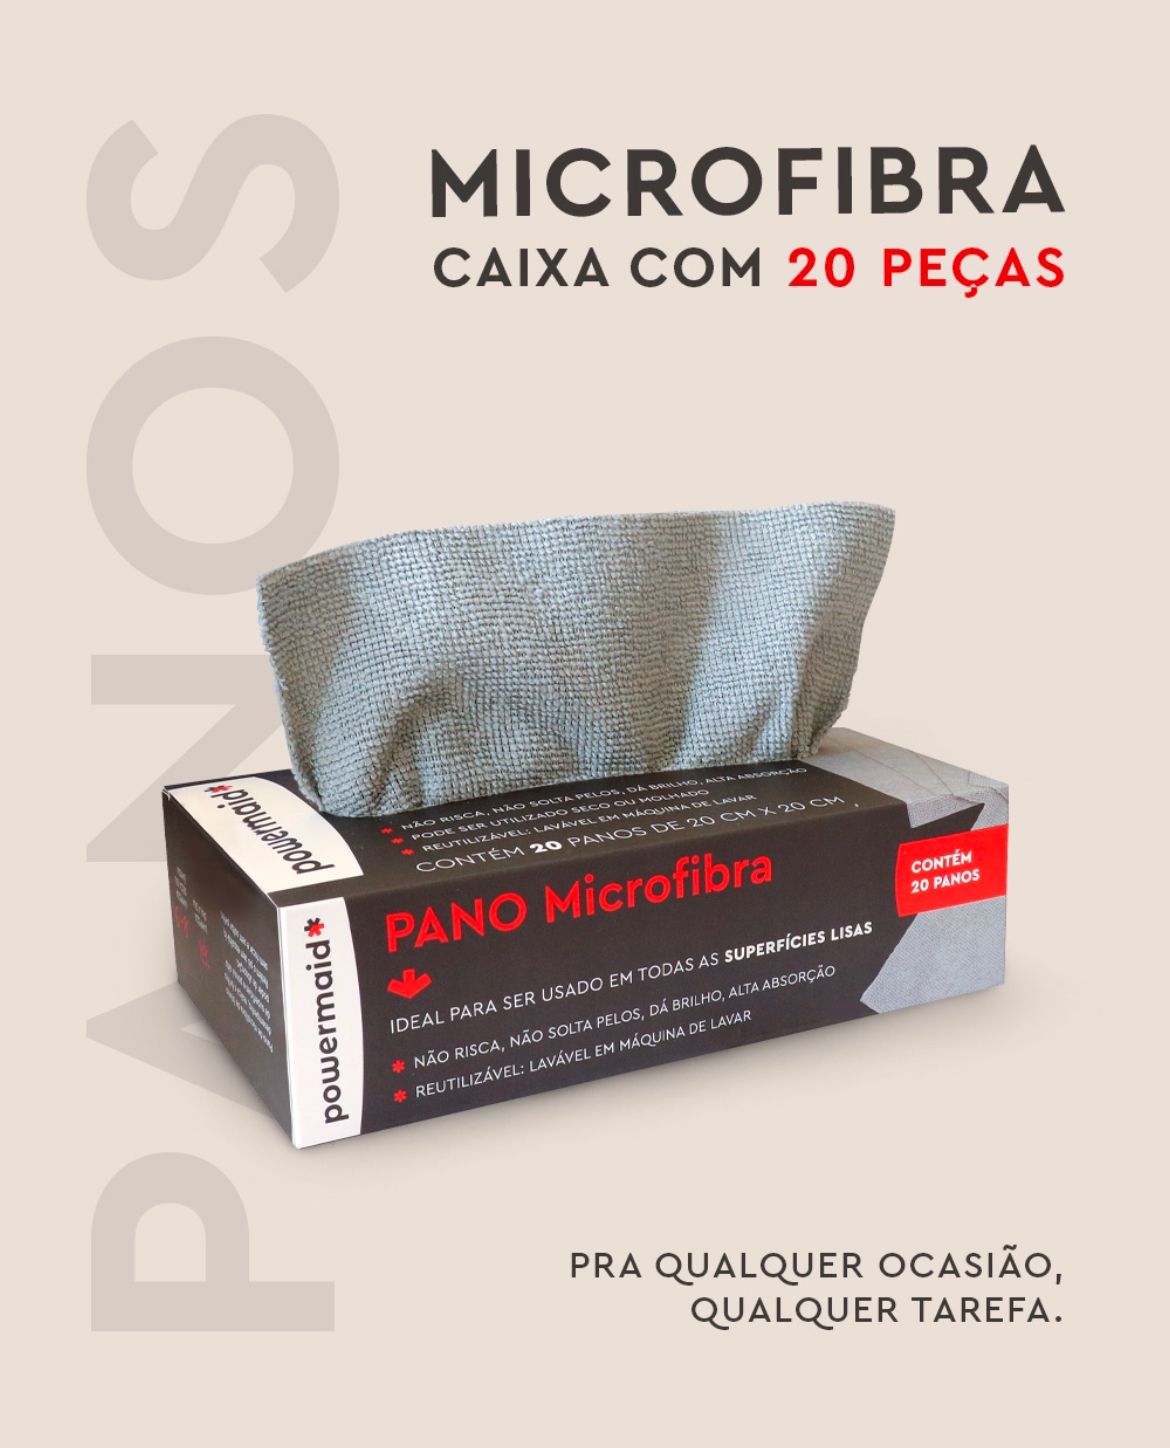 PANOS
MICROFIBRA
CAIXA COM 20 PEÇAS
powermaid*
* NÃO RISCA, NÃO SOLTA PELOS, DÁ BRILHO, ALTA ABSORÇÃO
* PODE SER UTILIZADO SECO OU MOLHADO
* REUTILIZÁVEL: LAVÁVEL EM MÁQUINA DE LAVAR
CONTÉM 20 PANOS DE 20 CM X 20 CM
powermaid*
PANO Microfibra
IDEAL PARA SER USADO EM TODAS AS SUPERFÍCIES LISAS
* NÃO RISCA, NÃO SOLTA PELOS, DÁ BRILHO, ALTA ABSORÇÃO
* REUTILIZÁVEL: LAVÁVEL EM MÁQUINA DE LAVAR
CONTÉM
20 PANOS
PRA QUALQUER OCASIÃO,
QUALQUER TAREFA.